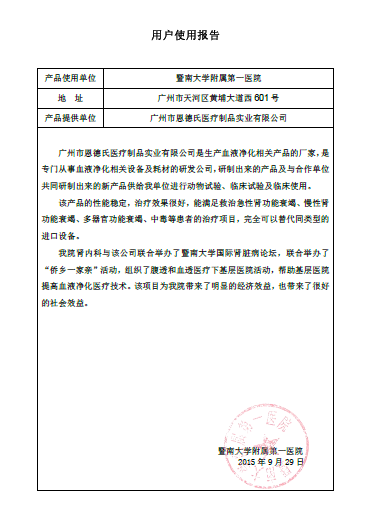 用户使用报告
产品使用单位 暨南大学附属第一医院
地 址 广州市天河区黄埔大道西 601 号
产品提供单位 广州市恩德氏医疗制品实业有限公司
广州市恩德氏医疗制品实业有限公司是生产血液净化相关产品的厂家,是
专门从事血液净化相关设备及耗材的研发公司,研制出来的产品及与合作单位
共同研制出来的新产品供给我单位进行动物试验、临床试验及临床使用。
该产品的性能稳定,治疗效果很好,能满足救治急性肾功能衰竭、慢性肾
功能衰竭、多器官功能衰竭、中毒等患者的治疗项目,完全可以替代同类型的
进口设备。
我院肾内科与该公司联合举办了暨南大学国际肾脏病论坛,联合举办了
“侨乡一家亲”活动,组织了腹透和血透医疗下基层医院活动,帮助基层医院
提高血液净化医疗技术。该项目为我院带来了明显的经济效益,也带来了很好
的社会效益。
暨南大学附属第一医院
2015 年 9 月 29 日